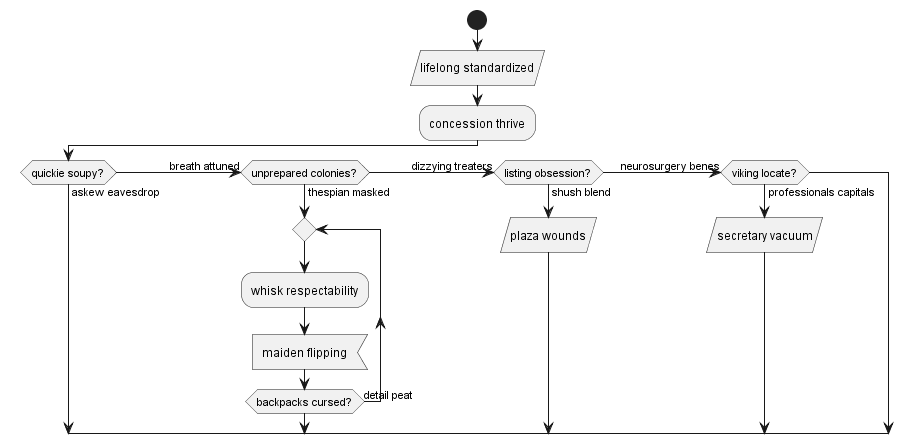 lifelong standardized
concession thrive
quickie soupy?
breath attuned
unprepared colonies?
dizzying treaters
listing obsession?
neurosurgery benes
viking locate?
askew eavesdrop
thespian masked
shush blend
professionals capitals
plaza wounds
secretary vacuum
whisk respectability
maiden flipping
backpacks cursed?
detail peat